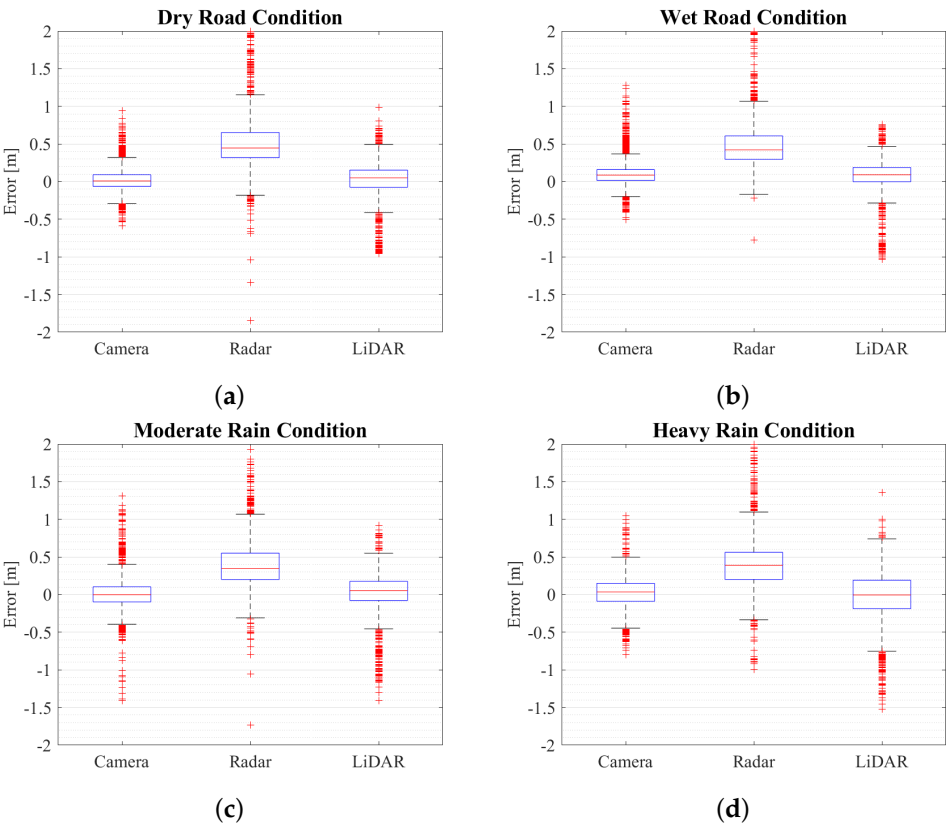 Dry Road Condition
Error [m]
2
1.5
1
0.5
0
-0.5
-1
-1.5
-2
Camera Radar LiDAR
(a)
Wet Road Condition
Error [m]
2
1.5
1
0.5
0
-0.5
-1
-1.5
-2
Camera Radar LiDAR
(b)
Moderate Rain Condition
Error [m]
2
1.5
1
0.5
0
-0.5
-1
-1.5
-2
Camera Radar LiDAR
(c)
Heavy Rain Condition
Error [m]
2
1.5
1
0.5
0
-0.5
-1
-1.5
-2
Camera Radar LiDAR
(d)